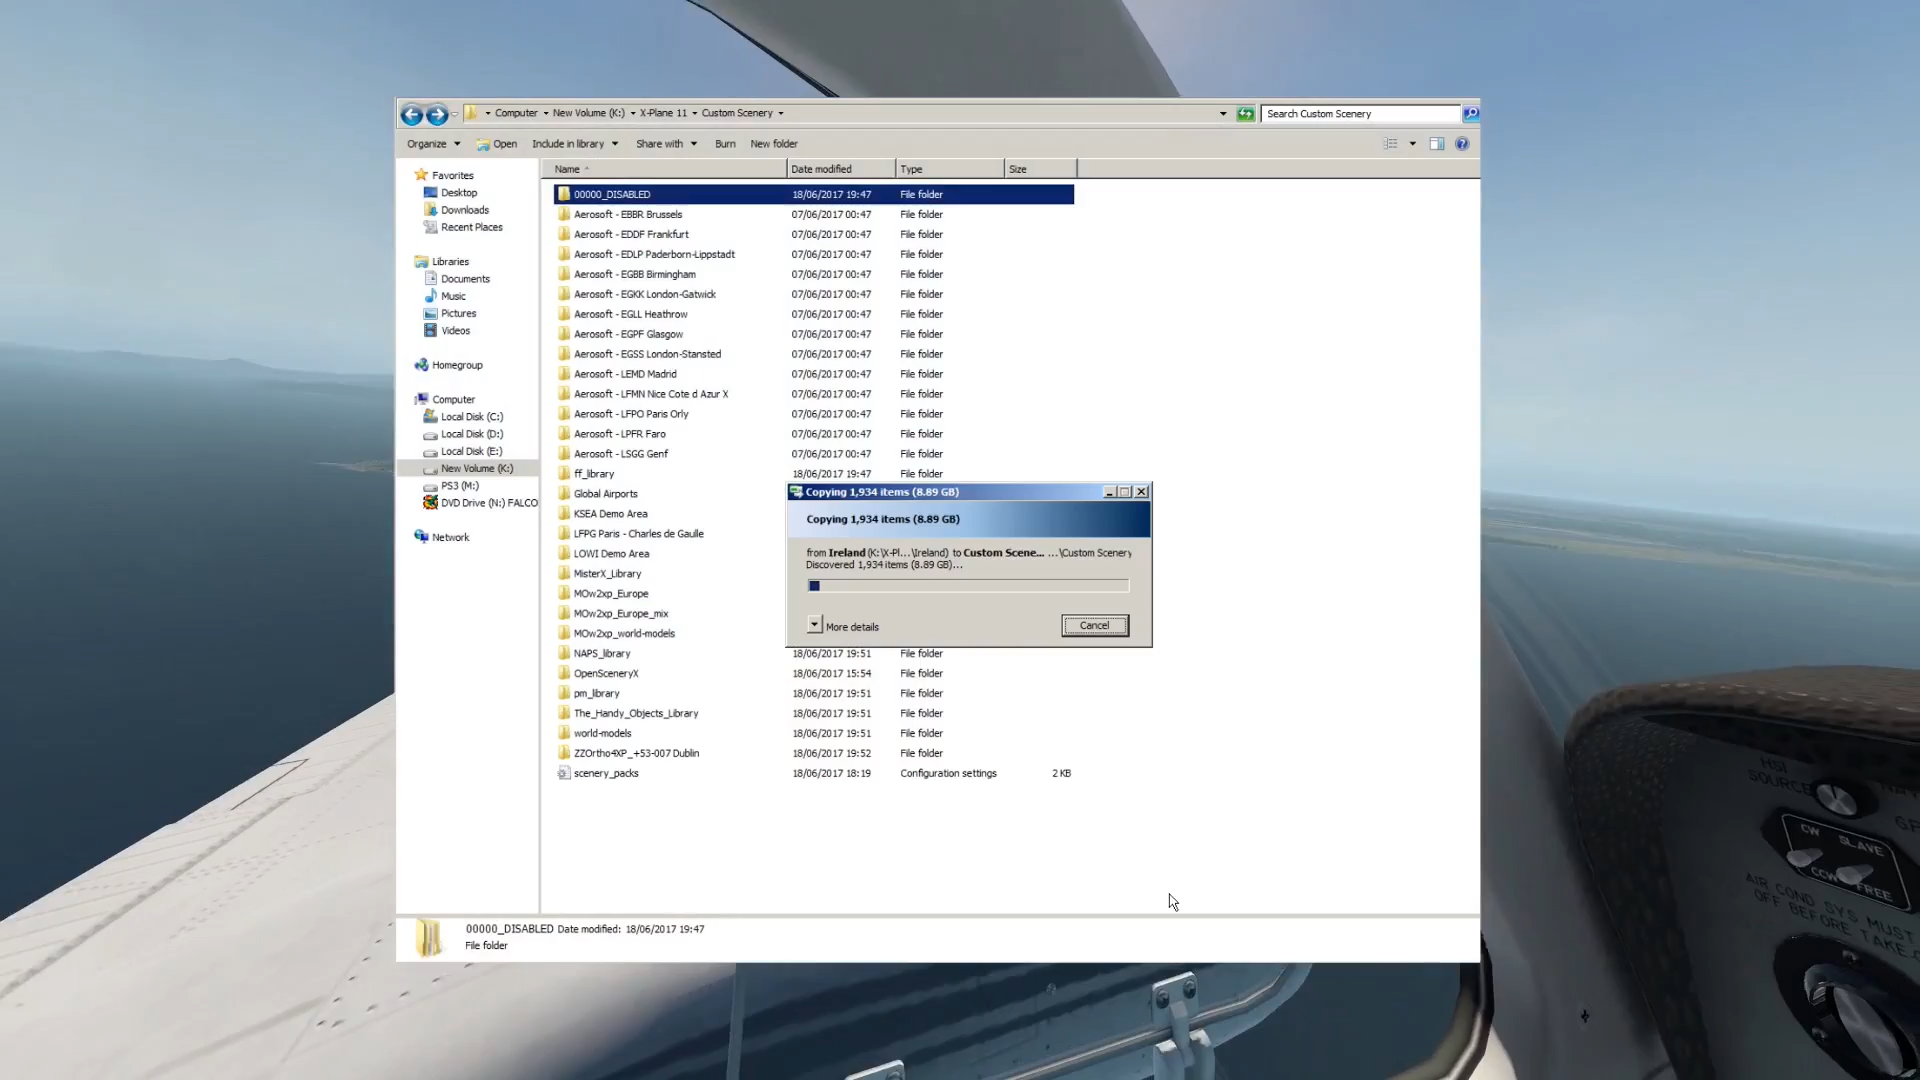 Computer New Volume (K:) X-Plane 11 Custom Scenery
Search Custom Scenery
Organize Open Include in library Share with Burn New folder
Favorites
Desktop
Downloads
Recent Places
Libraries
Documents
Music
Pictures
Videos
Homegroup
Computer
Local Disk (C:)
Local Disk (D:)
Local Disk (E:)
New Volume (K:)
PS3 (M:)
DVD Drive (N:) FALCO
Network
Name Date modified Type Size
00000_DISABLED 18/06/2017 19:47 File folder
Aerosoft - EBBR Brussels 07/06/2017 00:47 File folder
Aerosoft - EDDF Frankfurt 07/06/2017 00:47 File folder
Aerosoft - EDLP Paderborn-Lippstadt 07/06/2017 00:47 File folder
Aerosoft - EGBB Birmingham 07/06/2017 00:47 File folder
Aerosoft - EGKK London-Gatwick 07/06/2017 00:47 File folder
Aerosoft - EGLL Heathrow 07/06/2017 00:47 File folder
Aerosoft - EGPF Glasgow 07/06/2017 00:47 File folder
Aerosoft - EGSS London-Stansted 07/06/2017 00:47 File folder
Aerosoft - LEMD Madrid 07/06/2017 00:47 File folder
Aerosoft - LFMN Nice Cote d Azur X 07/06/2017 00:47 File folder
Aerosoft - LFPO Paris Orly 07/06/2017 00:47 File folder
Aerosoft - LPFR Faro 07/06/2017 00:47 File folder
Aerosoft - LSGG Genf 07/06/2017 00:47 File folder
ff_library 18/06/2017 19:47 File folder
Global Airports
KSEA Demo Area
LFPG Paris - Charles de Gaulle
LOWI Demo Area
MisterX_Library
MOw2xp_Europe
MOw2xp_Europe_mix
MOw2xp_world-models
NAPS_library 18/06/2017 19:51 File folder
OpenSceneryX 18/06/2017 15:54 File folder
pm_library 18/06/2017 19:51 File folder
The_Handy_Objects_Library 18/06/2017 19:51 File folder
world-models 18/06/2017 19:51 File folder
ZZOrtho4XP_+53-007 Dublin 18/06/2017 19:52 File folder
scenery_packs 18/06/2017 18:19 Configuration settings 2 KB
Copying 1,934 items (8.89 GB)
Copying 1,934 items (8.89 GB)
from Ireland (K:\X-Pl...\Ireland) to Custom Scene... ...\Custom Scenery
Discovered 1,934 items (8.89 GB)...
More details
Cancel
00000_DISABLED Date modified: 18/06/2017 19:47
File folder
HSI
SOURCE
CW SLAVE
CCW FREE
AIR COND SYS MUST
OFF BEFORE TAKE-